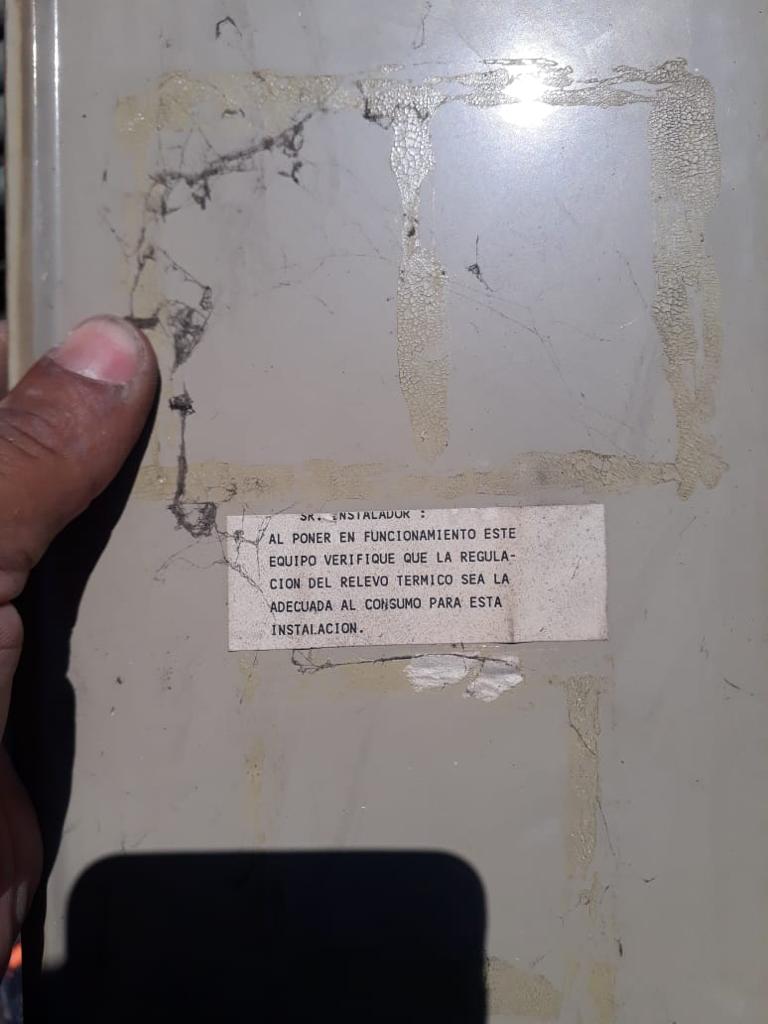 SR. INSTALADOR :
AL PONER EN FUNCIONAMIENTO ESTE
EQUIPO VERIFIQUE QUE LA REGULA-
CION DEL RELEVO TERMICO SEA LA
ADECUADA AL CONSUMO PARA ESTA
INSTALACION.